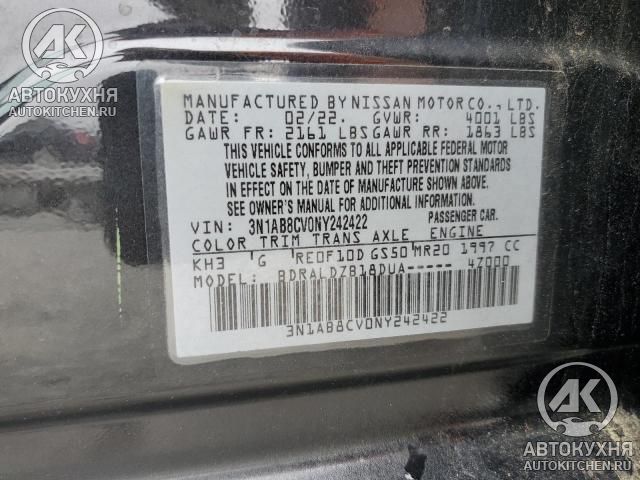 AK
АВТОКУХНЯ
AUTOKITCHEN.RU
MANUFACTURED BY NISSAN MOTOR CO., LTD.
DATE: 02/22. GVWR: 4001 LBS
GAWR FR: 2161 LBS GAWR RR: 1863 LBS
THIS VEHICLE CONFORMS TO ALL APPLICABLE FEDERAL MOTOR
VEHICLE SAFETY, BUMPER AND THEFT PREVENTION STANDARDS
IN EFFECT ON THE DATE OF MANUFACTURE SHOWN ABOVE.
SEE OWNER'S MANUAL FOR ADDITIONAL INFORMATION.
VIN: 3N1AB8CV0NY242422 PASSENGER CAR.
COLOR TRIM TRANS AXLE ENGINE
KH3 G RE0F10D GS50 MR20 1997 CC
MODEL: BDRALDZB18DUA----- 4Z000
3N1AB8CV0NY242422
AK
АВТОКУХНЯ
AUTOKITCHEN.RU